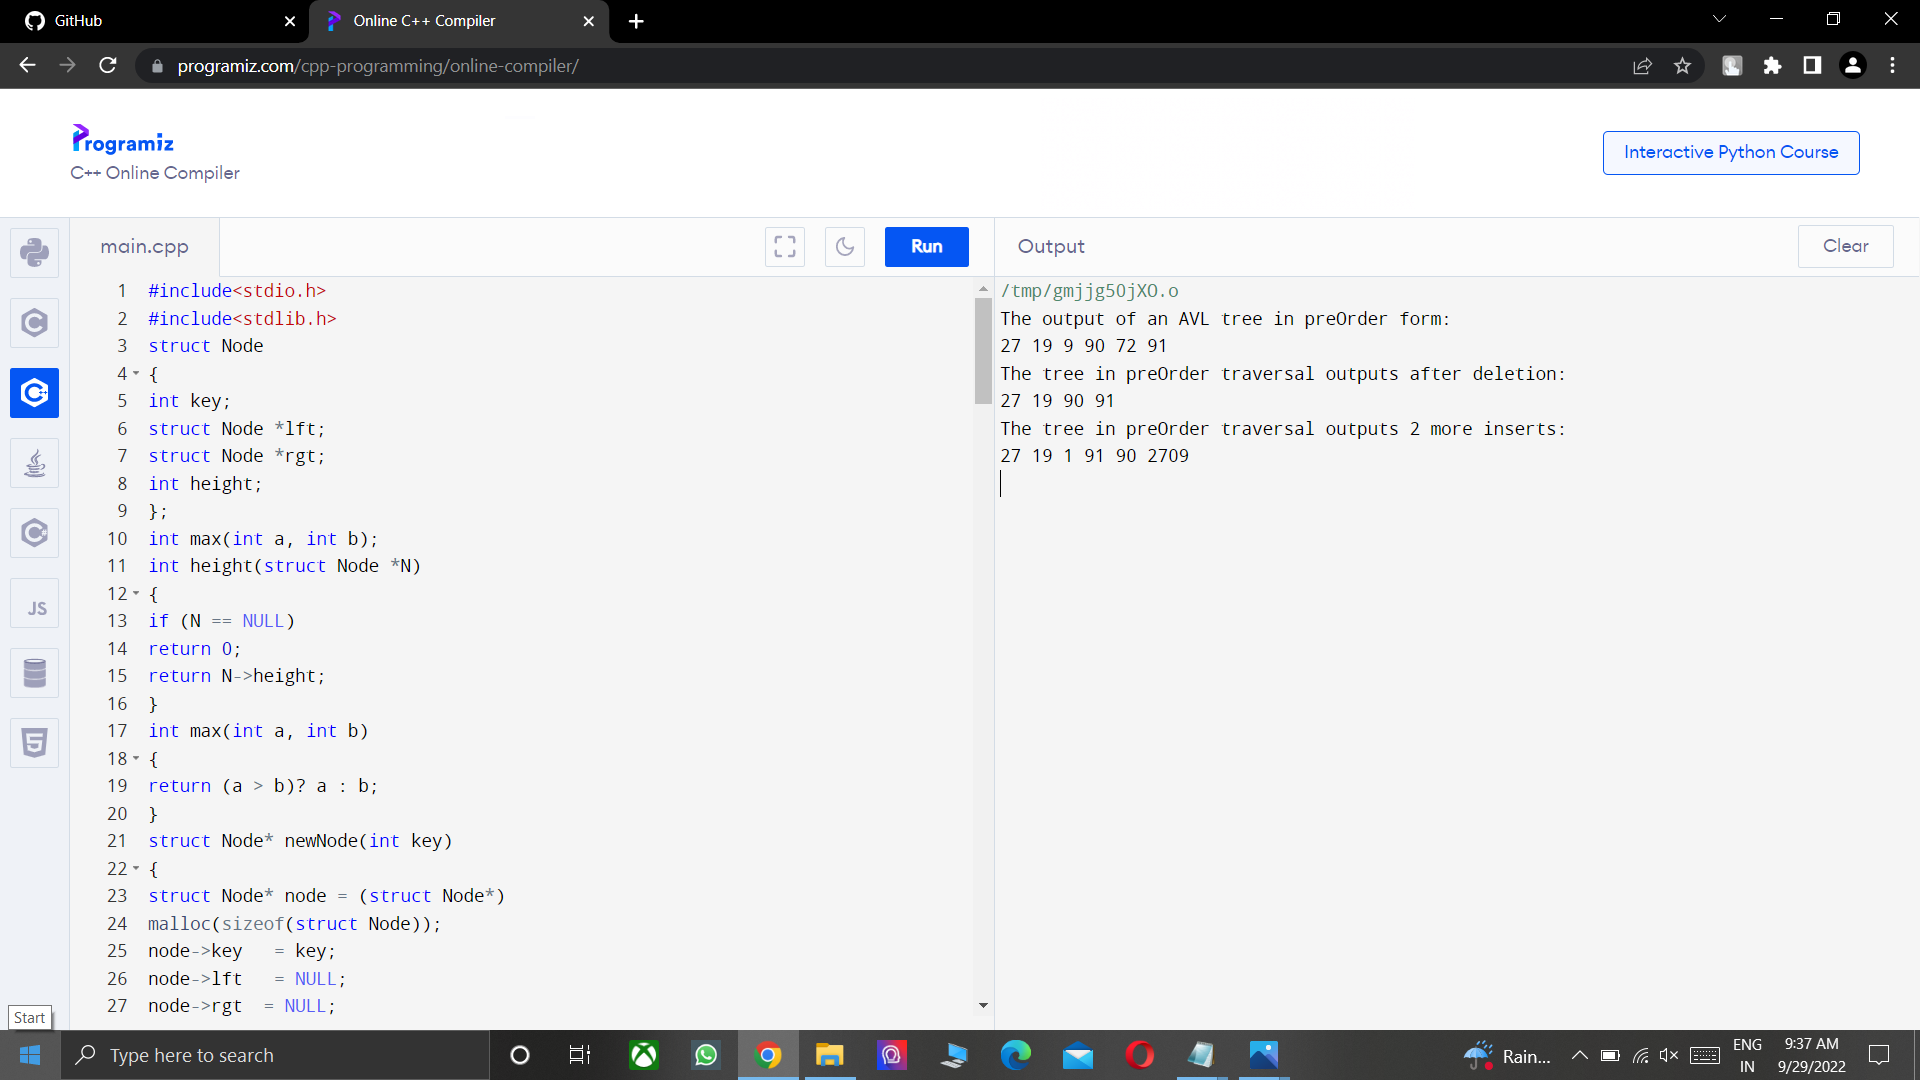 GitHub
Online C++ Compiler
programiz.com/cpp-programming/online-compiler/
Programiz
C++ Online Compiler
Interactive Python Course
main.cpp
Run
Output
Clear
1 #include<stdio.h>
2 #include<stdlib.h>
3 struct Node
4 {
5 int key;
6 struct Node *lft;
7 struct Node *rgt;
8 int height;
9 };
10 int max(int a, int b);
11 int height(struct Node *N)
12 {
13 if (N == NULL)
14 return 0;
15 return N->height;
16 }
17 int max(int a, int b)
18 {
19 return (a > b)? a : b;
20 }
21 struct Node* newNode(int key)
22 {
23 struct Node* node = (struct Node*)
24 malloc(sizeof(struct Node));
25 node->key   = key;
26 node->lft   = NULL;
27 node->rgt  = NULL;
/tmp/gmjjg50jXO.o
The output of an AVL tree in preOrder form:
27 19 9 90 72 91
The tree in preOrder traversal outputs after deletion:
27 19 90 91
The tree in preOrder traversal outputs 2 more inserts:
27 19 1 91 90 2709
JS
Start
Type here to search
Rain...
ENG
IN
9:37 AM
9/29/2022